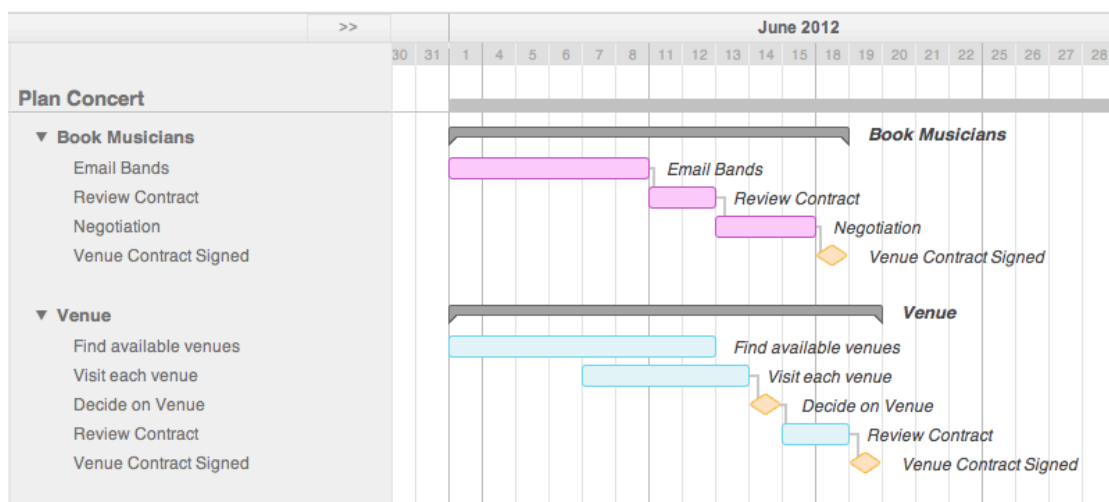 >> June 2012
30 31 1 4 5 6 7 8 11 12 13 14 15 18 19 20 21 22 25 26 27 28
Plan Concert
▼ Book Musicians Book Musicians
Email Bands Email Bands
Review Contract Review Contract
Negotiation Negotiation
Venue Contract Signed Venue Contract Signed
▼ Venue Venue
Find available venues Find available venues
Visit each venue Visit each venue
Decide on Venue Decide on Venue
Review Contract Review Contract
Venue Contract Signed Venue Contract Signed